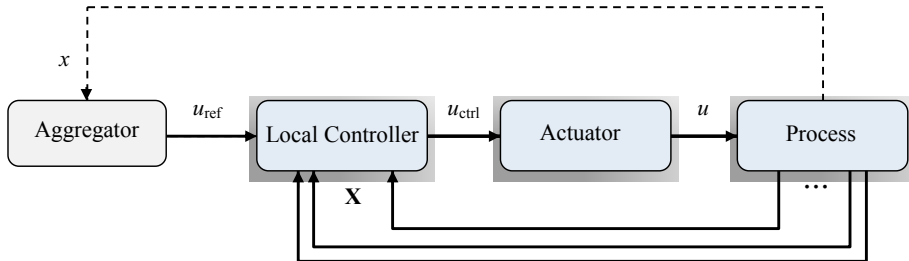 x
u_ref
u_ctrl
u
Aggregator
Local Controller
Actuator
Process
X
...